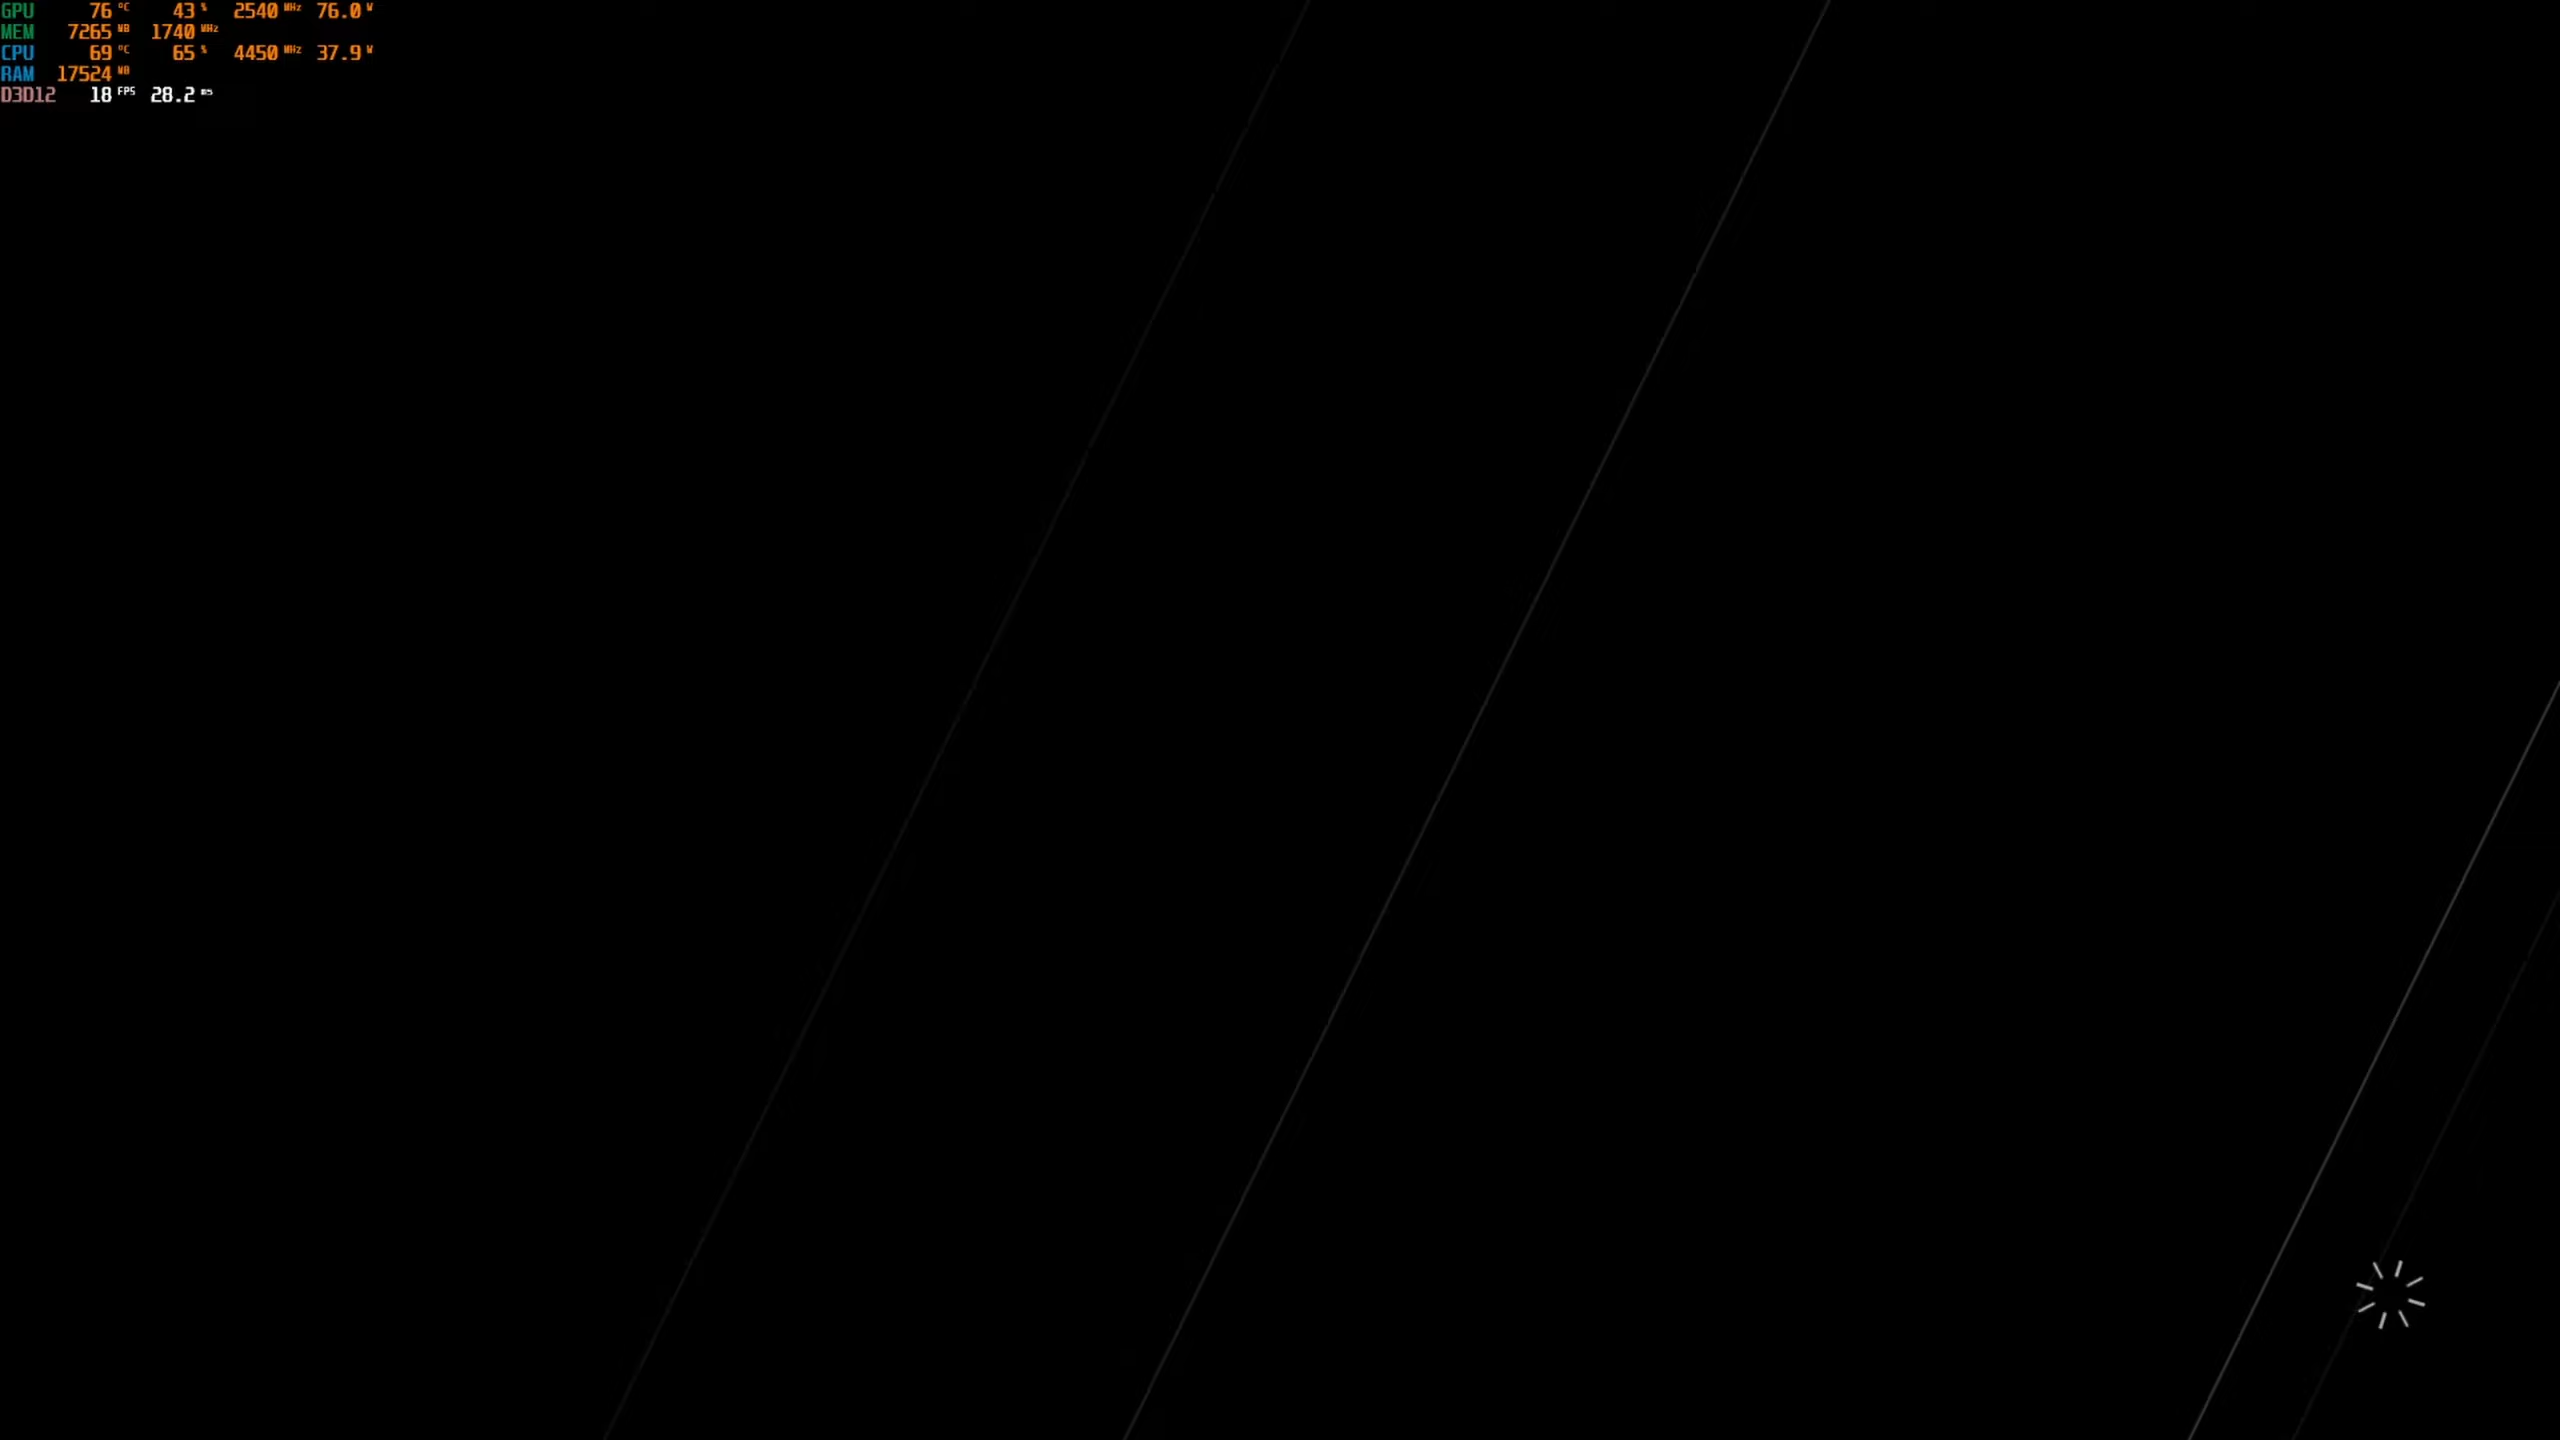 GPU 76 °C 43 % 2540 MHz 76.0 W
MEM 7265 MB 1740 MHz
CPU 69 °C 65 % 4450 MHz 37.9 W
RAM 17524 MB
D3D12 18 FPS 28.2 ms